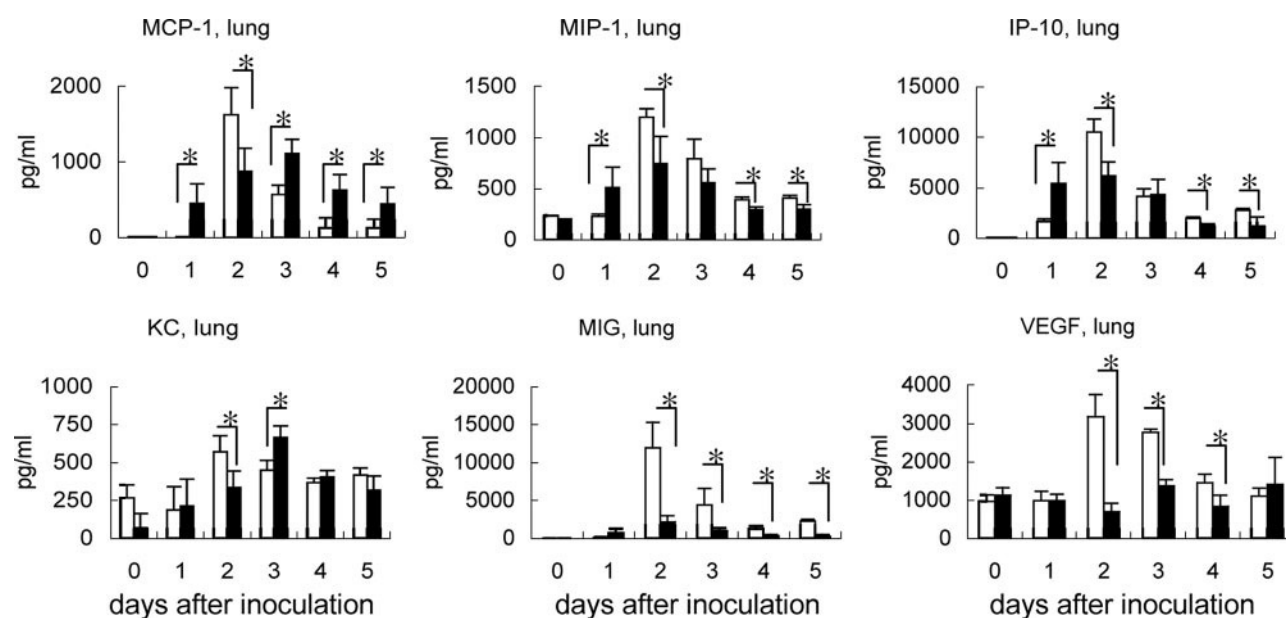 MCP-1, lung
pg/ml
2000
1000
0
* * * * *
0 1 2 3 4 5
MIP-1, lung
1500
1000
500
0
* * * *
0 1 2 3 4 5
IP-10, lung
pg/ml
15000
10000
5000
0
* * * *
0 1 2 3 4 5
KC, lung
pg/ml
1000
750
500
250
0
* *
0 1 2 3 4 5
days after inoculation
MIG, lung
pg/ml
20000
15000
10000
5000
0
* * * *
0 1 2 3 4 5
days after inoculation
VEGF, lung
pg/ml
4000
3000
2000
1000
0
* * *
0 1 2 3 4 5
days after inoculation